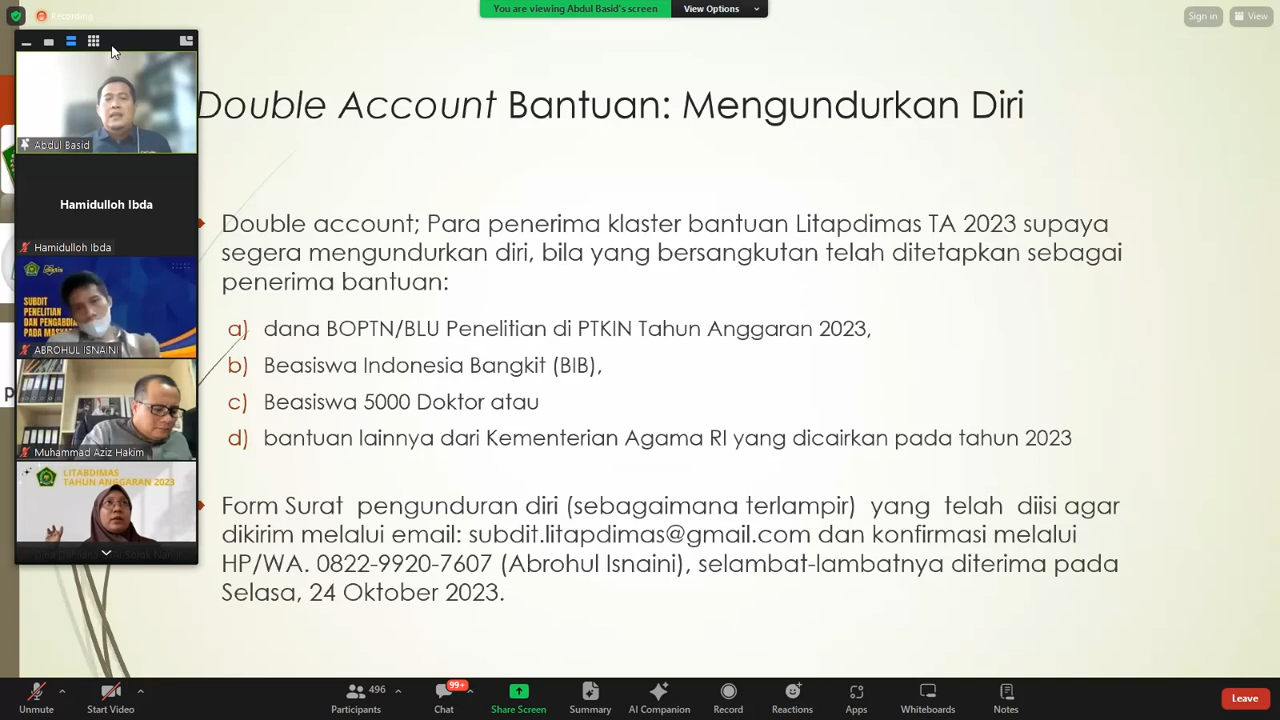 Recording
You are viewing Abdul Basid's screen
View Options
Sign in
View
Double Account Bantuan: Mengundurkan Diri
Abdul Basid
Hamidulloh Ibda
Hamidulloh Ibda
SUBDIT
PENELITIAN
DAN PENGABDIAN
ABROHUL ISNAINI
Muhammad Aziz Hakim
LITABDIMAS
TAHUN ANGGARAN 2023
Double account; Para penerima klaster bantuan Litapdimas TA 2023 supaya
segera mengundurkan diri, bila yang bersangkutan telah ditetapkan sebagai
penerima bantuan:
a) dana BOPTN/BLU Penelitian di PTKIN Tahun Anggaran 2023,
b) Beasiswa Indonesia Bangkit (BIB),
c) Beasiswa 5000 Doktor atau
d) bantuan lainnya dari Kementerian Agama RI yang dicairkan pada tahun 2023
Form Surat pengunduran diri (sebagaimana terlampir) yang telah diisi agar
dikirim melalui email: subdit.litapdimas@gmail.com dan konfirmasi melalui
HP/WA. 0822-9920-7607 (Abrohul Isnaini), selambat-lambatnya diterima pada
Selasa, 24 Oktober 2023.
Unmute
Start Video
496
Participants
99+
Chat
Share Screen
Summary
AI Companion
Record
Reactions
Apps
Whiteboards
Notes
Leave